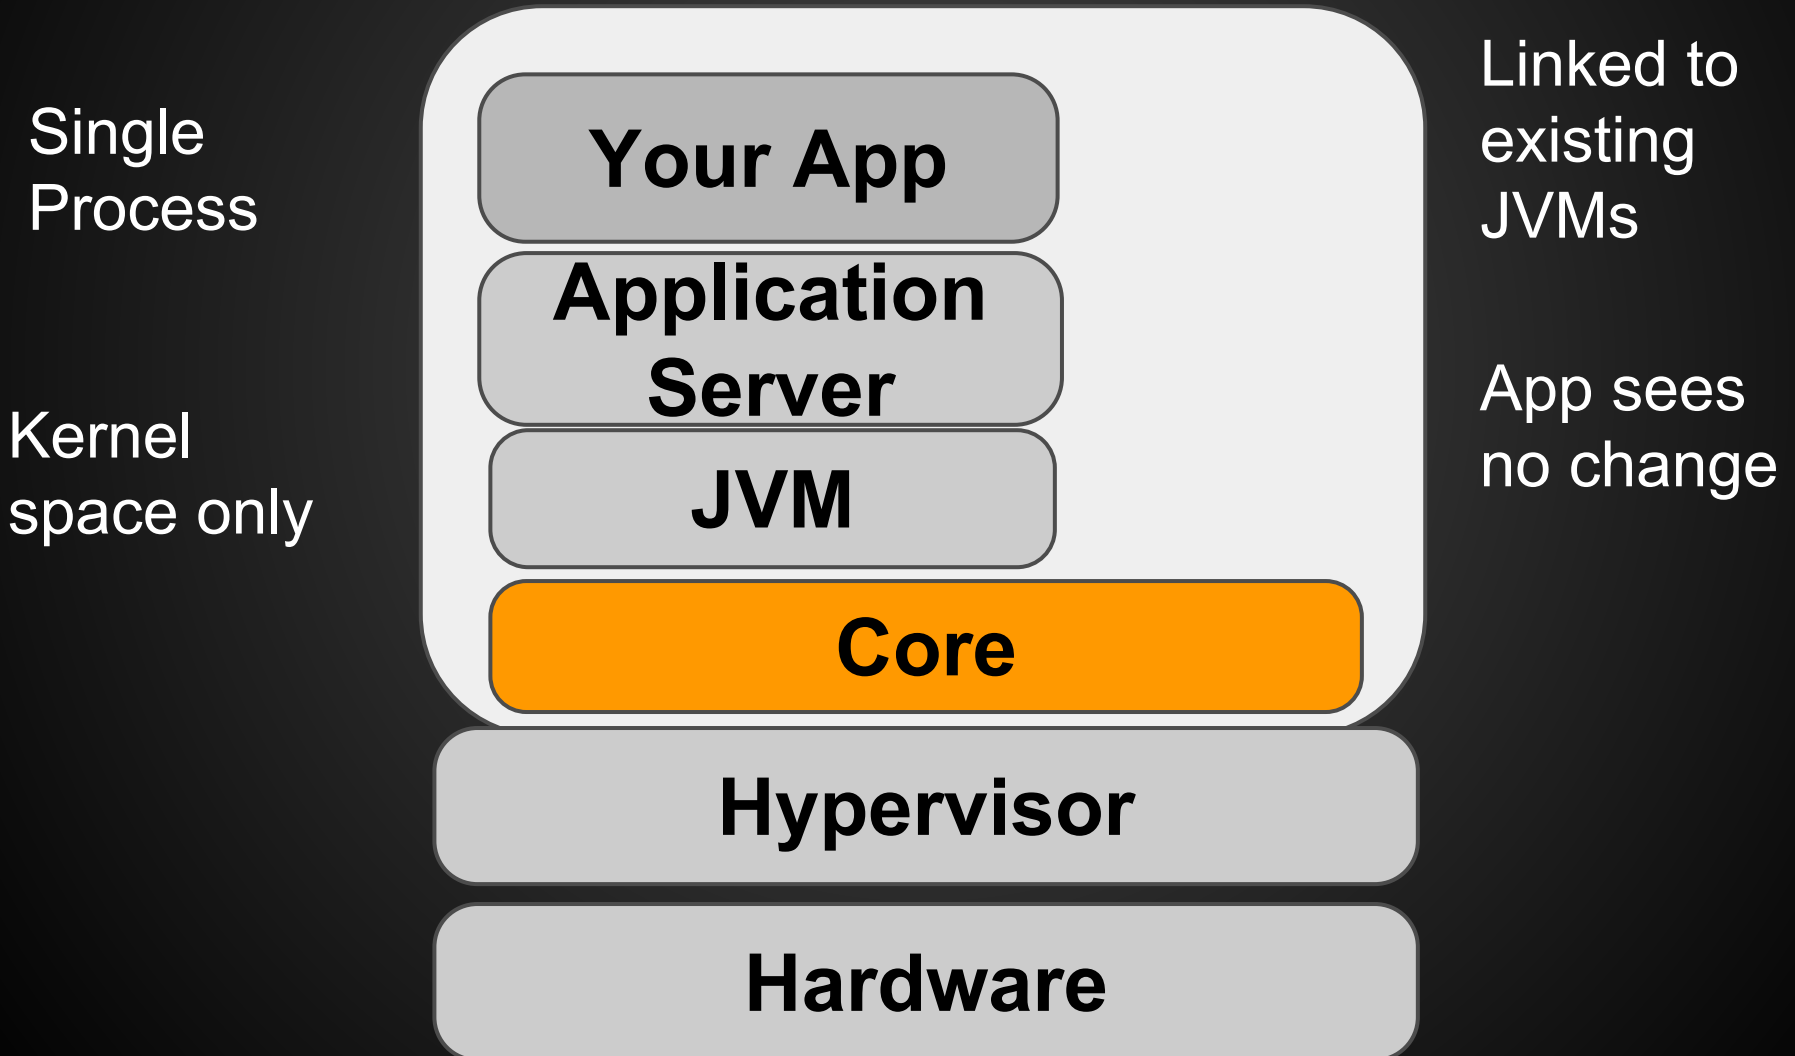 Single
Process
Kernel
space only
Your App
Application
Server
JVM
Core
Hypervisor
Hardware
Linked to
existing
JVMs
App sees
no change